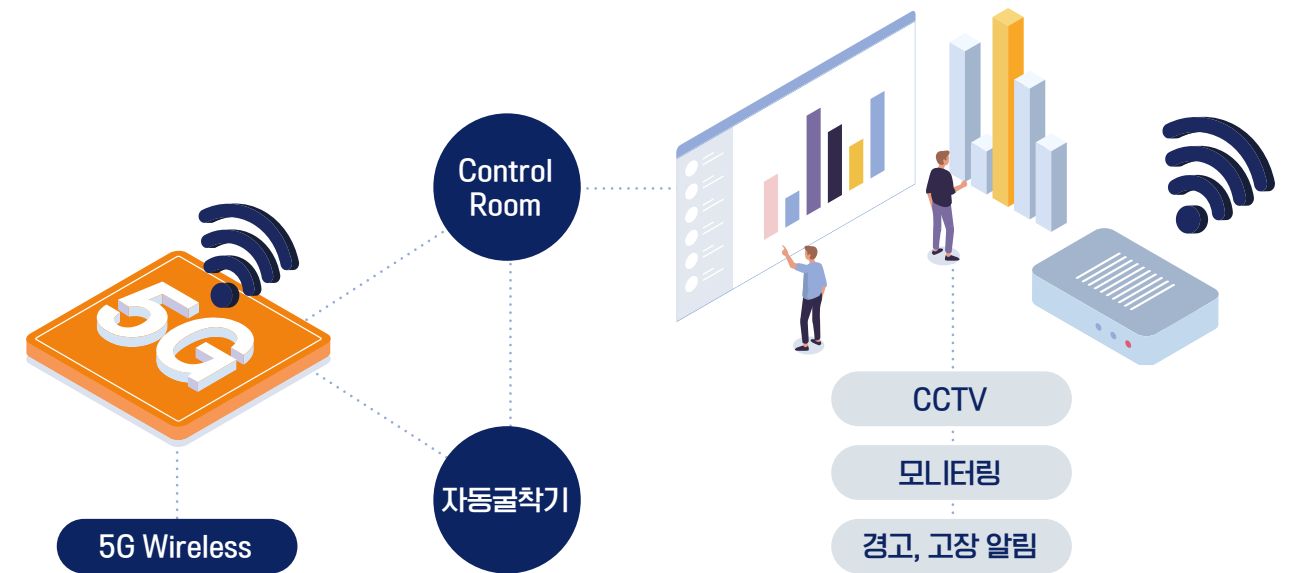 5G
5G Wireless
Control
Room
자동굴착기
CCTV
모니터링
경고, 고장 알림